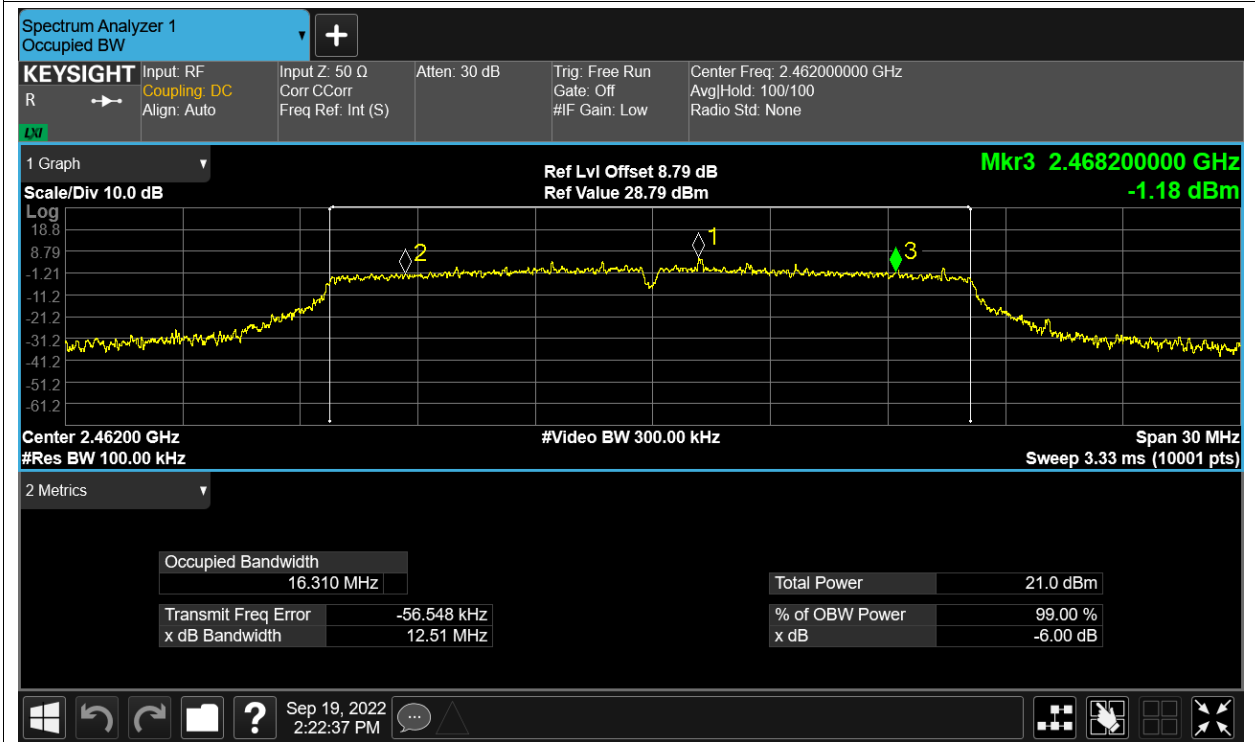 Spectrum Analyzer 1
Occupied BW
KEYSIGHT
R
LXI
Input: RF
Coupling: DC
Align: Auto
Input Z: 50 Ω
Corr CCorr
Freq Ref: Int (S)
Atten: 30 dB
Trig: Free Run
Gate: Off
#IF Gain: Low
Center Freq: 2.462000000 GHz
Avg|Hold: 100/100
Radio Std: None
1 Graph
Scale/Div 10.0 dB
Ref Lvl Offset 8.79 dB
Ref Value 28.79 dBm
Mkr3 2.468200000 GHz
-1.18 dBm
Log
18.8
8.79
-1.21
-11.2
-21.2
-31.2
-41.2
-51.2
-61.2
2
1
3
Center 2.46200 GHz
#Video BW 300.00 kHz
Span 30 MHz
#Res BW 100.00 kHz
Sweep 3.33 ms (10001 pts)
2 Metrics
Occupied Bandwidth
16.310 MHz
Total Power 21.0 dBm
Transmit Freq Error -56.548 kHz
% of OBW Power 99.00 %
x dB Bandwidth 12.51 MHz
x dB -6.00 dB
?
Sep 19, 2022
2:22:37 PM